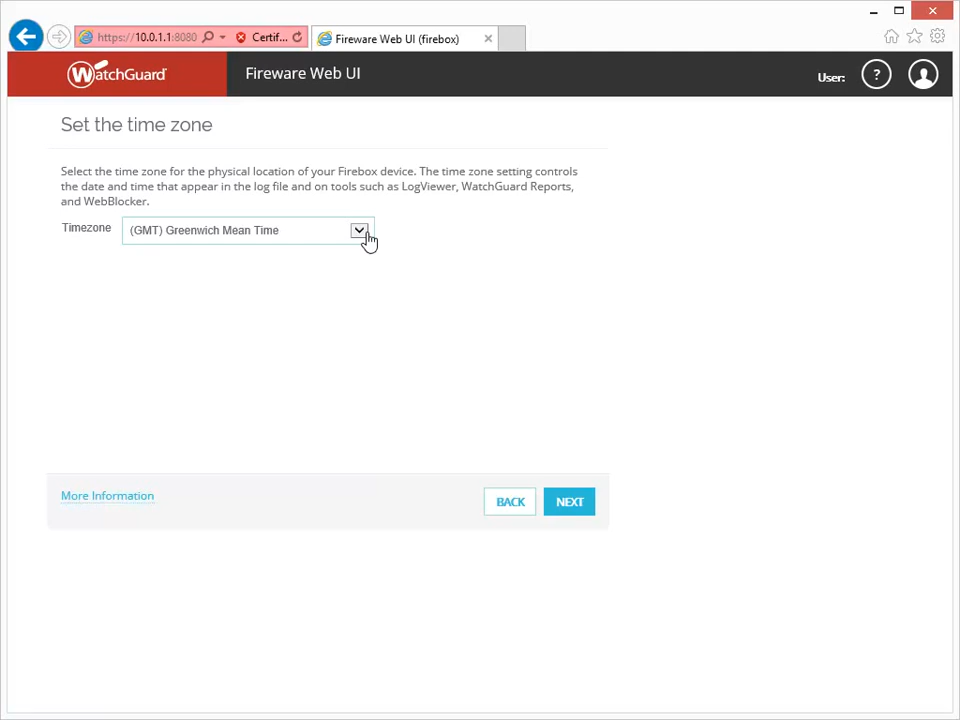 https://10.0.1.1:8080
Certif...
Fireware Web UI (firebox)
WatchGuard
Fireware Web UI
User:
?
Set the time zone
Select the time zone for the physical location of your Firebox device. The time zone setting controls
the date and time that appear in the log file and on tools such as LogViewer, WatchGuard Reports,
and WebBlocker.
Timezone
(GMT) Greenwich Mean Time
More Information
BACK
NEXT